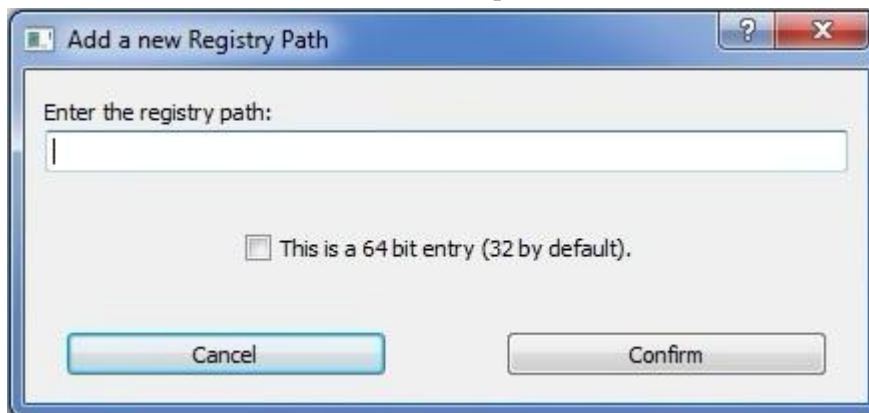 Add a new Registry Path
?
Enter the registry path:
This is a 64 bit entry (32 by default).
Cancel
Confirm